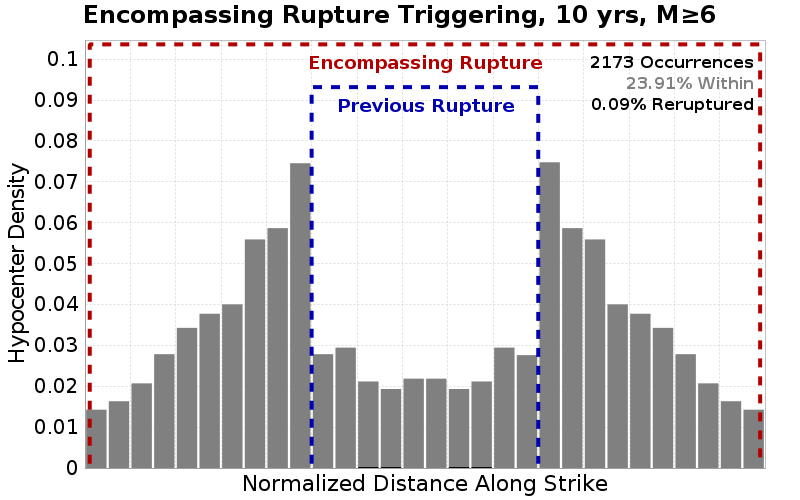 Encompassing Rupture Triggering, 10 yrs, M≥6
Encompassing Rupture
Previous Rupture
2173 Occurrences
23.91% Within
0.09% Reruptured
Hypocenter Density
0.1
0.09
0.08
0.07
0.06
0.05
0.04
0.03
0.02
0.01
0
Normalized Distance Along Strike